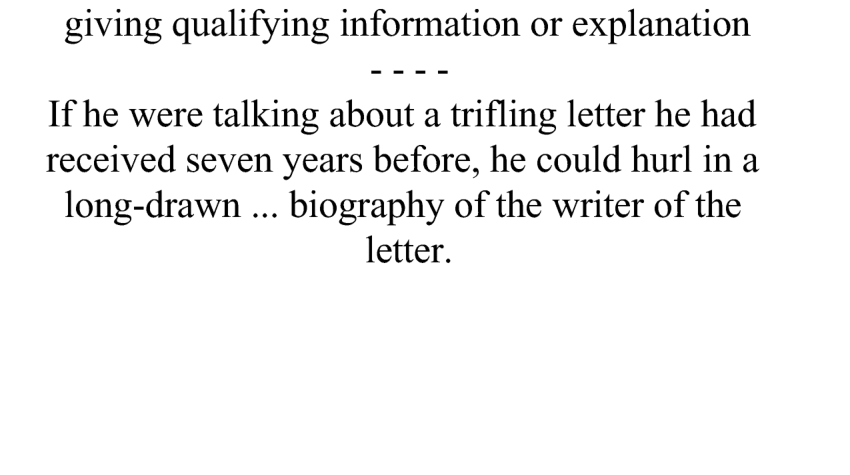 giving qualifying information or explanation
- - - -
If he were talking about a trifling letter he had
received seven years before, he could hurl in a
long-drawn ... biography of the writer of the
letter.